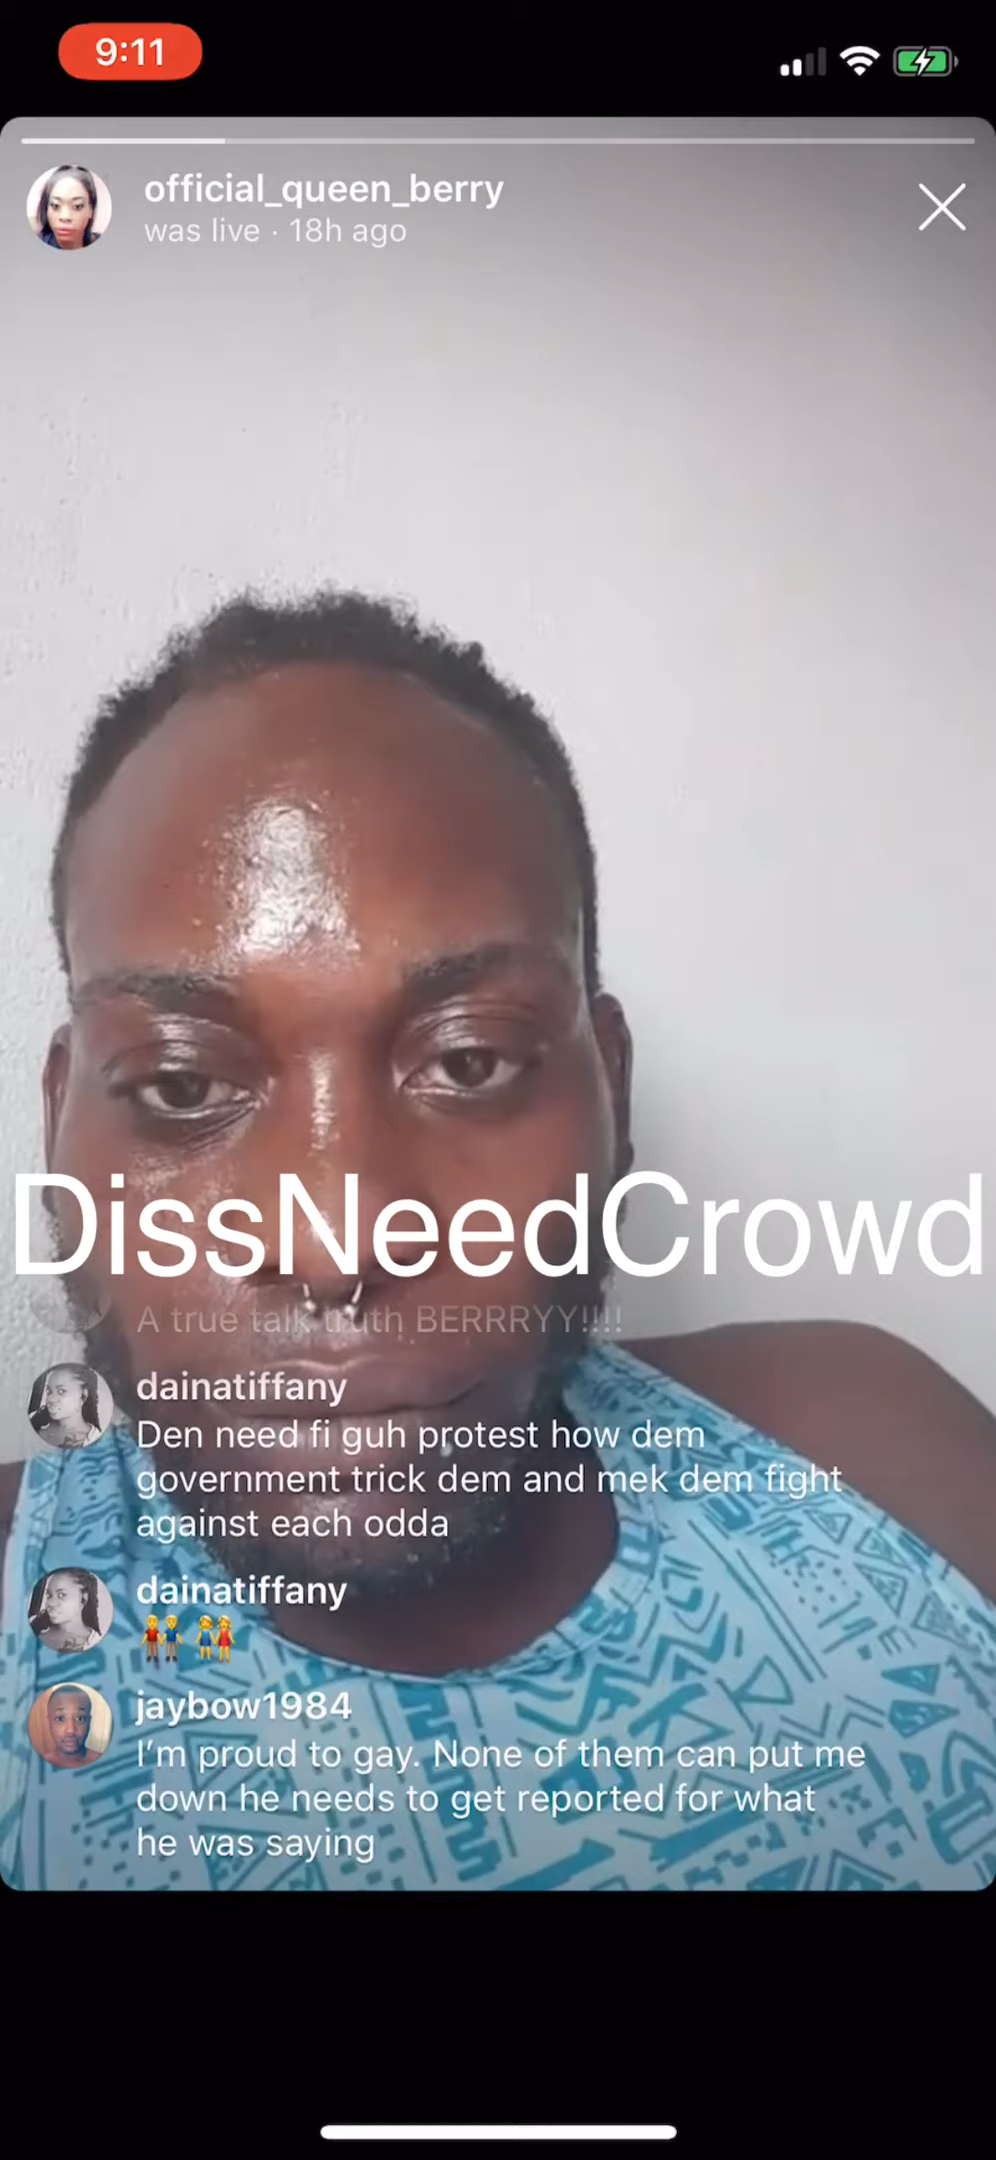 9:11
official_queen_berry
was live · 18h ago
DissNeedCrowd
A true talk truth BERRRYY!!!!
dainatiffany
Den need fi guh protest how dem
government trick dem and mek dem fight
against each odda
dainatiffany
👬 👭
jaybow1984
I’m proud to gay. None of them can put me
down he needs to get reported for what
he was saying